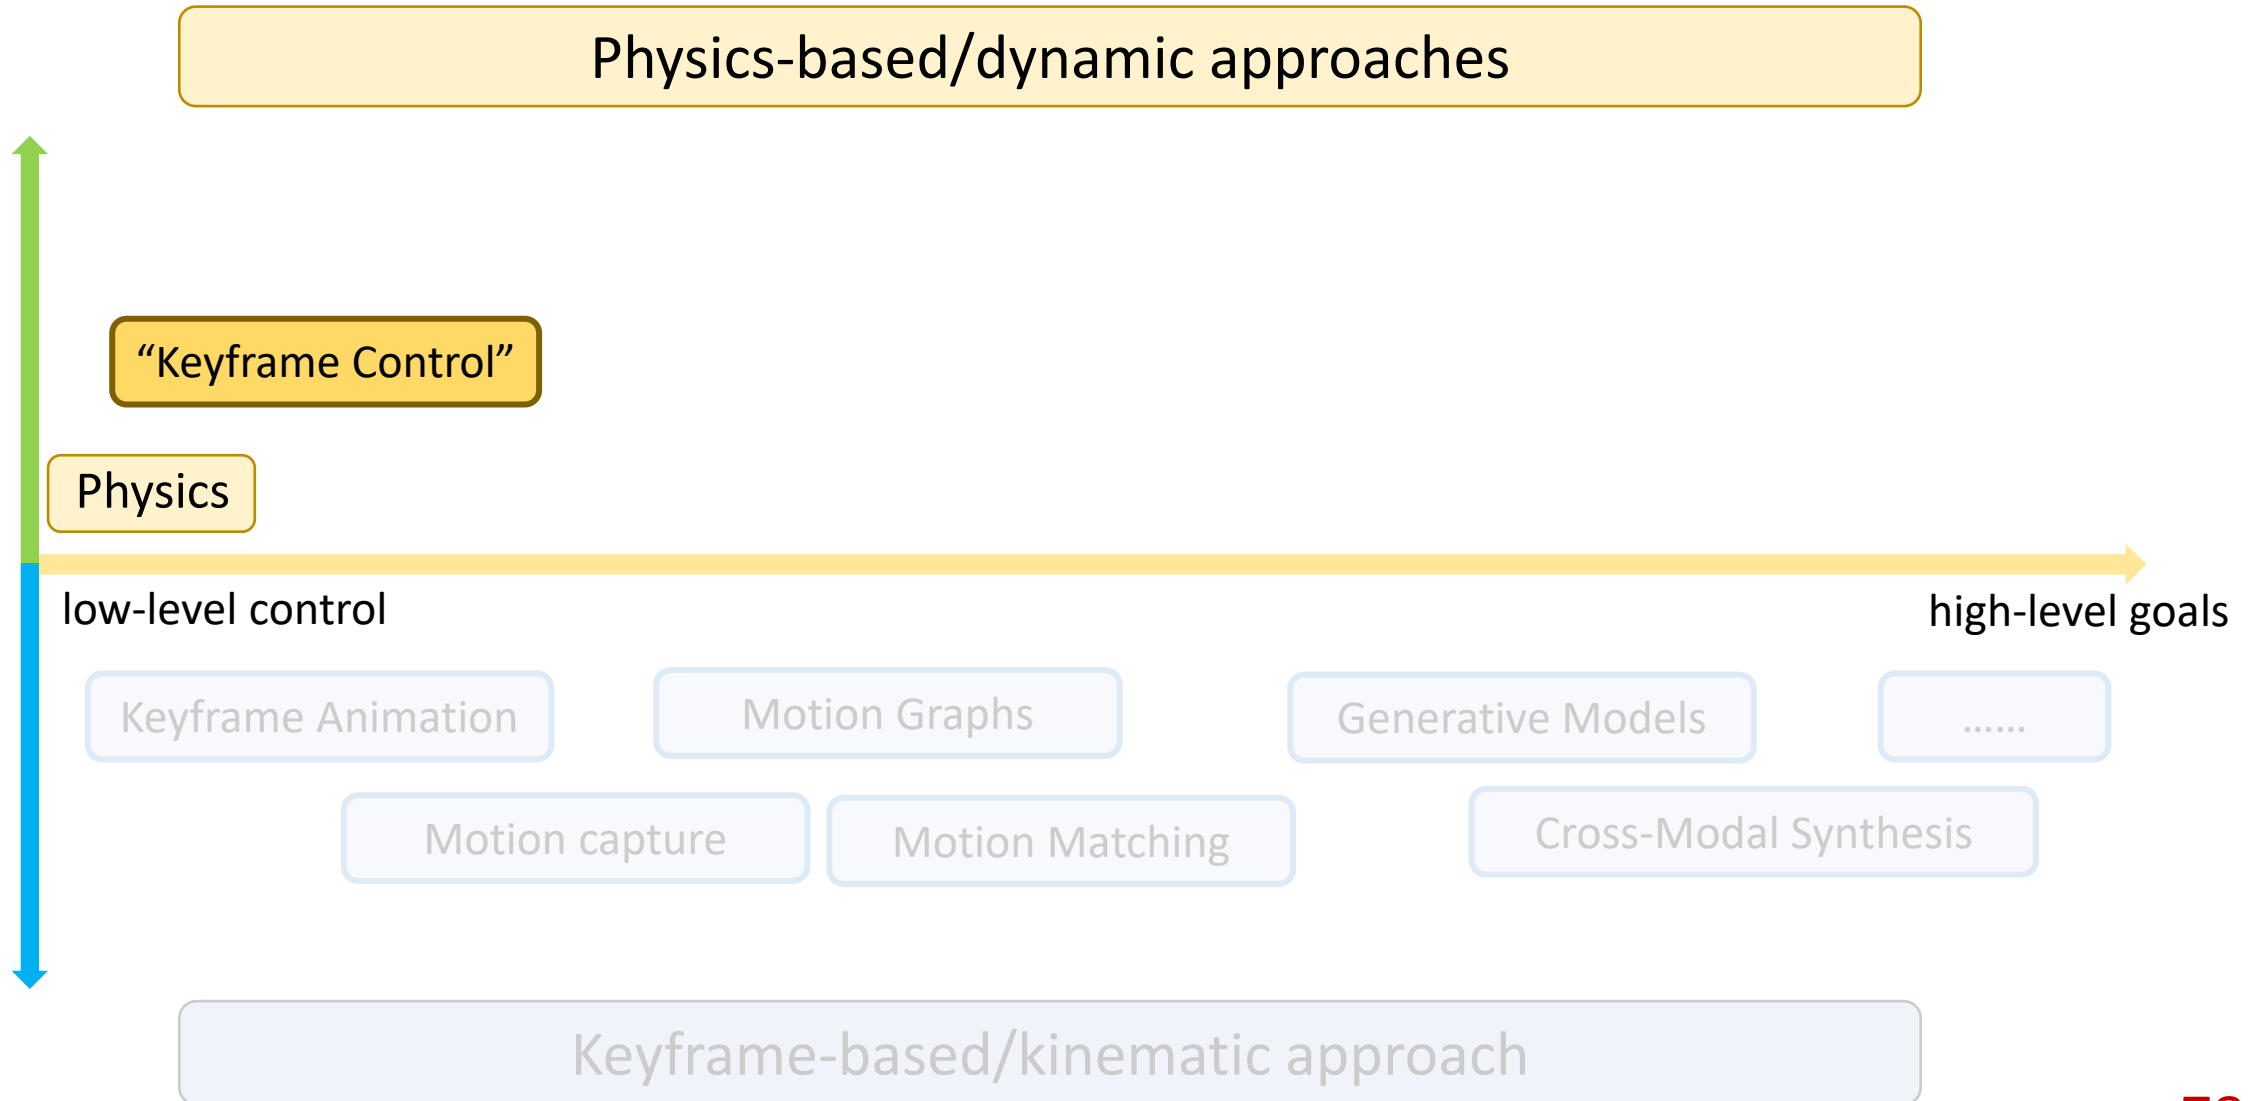 Physics-based/dynamic approaches
“Keyframe Control”
Physics
low-level control
high-level goals
Keyframe Animation
Motion Graphs
Generative Models
......
Motion capture
Motion Matching
Cross-Modal Synthesis
Keyframe-based/kinematic approach